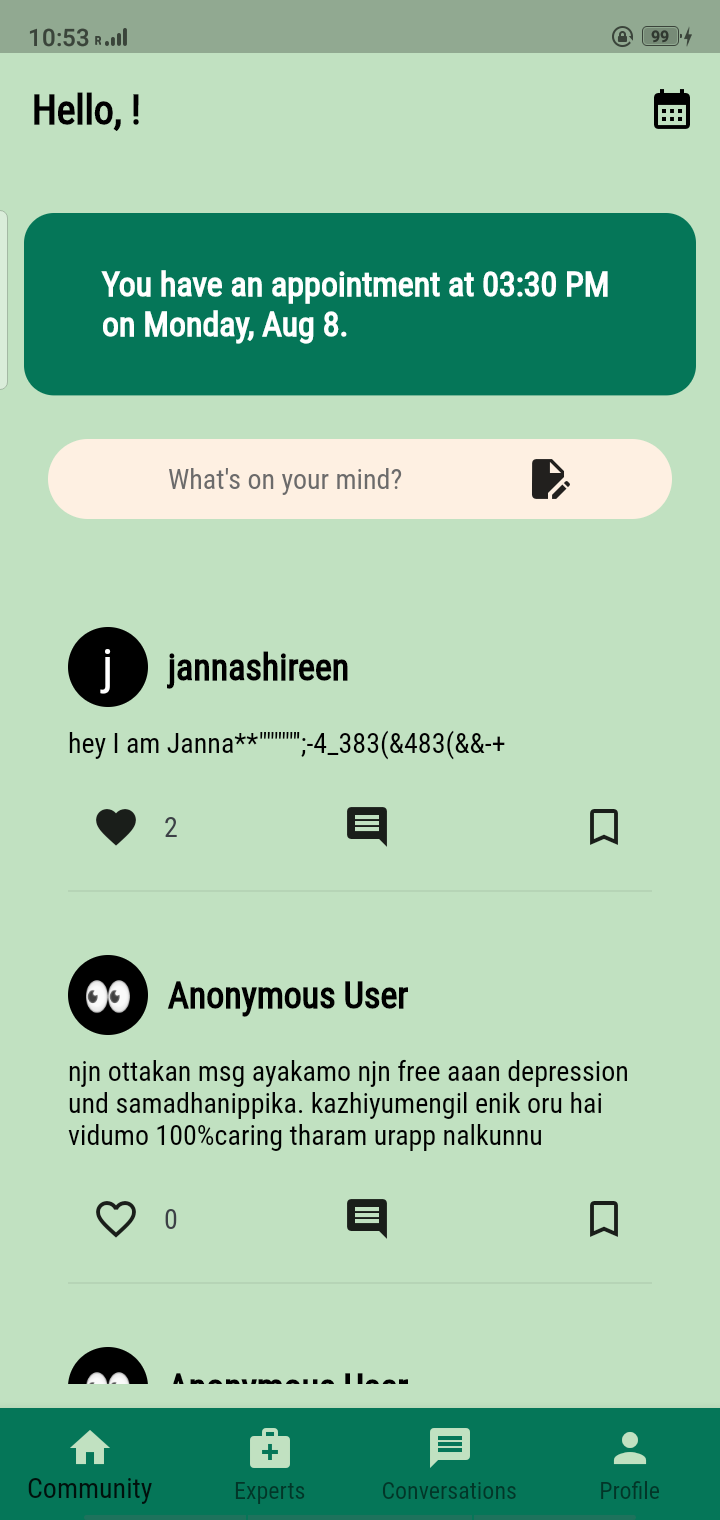 10:53 R 99
Hello, !
You have an appointment at 03:30 PM
on Monday, Aug 8.
What's on your mind?
j jannashireen
hey I am Janna**""""""";-4_383(&483(&&-+
2
Anonymous User
njn ottakan msg ayakamo njn free aaan depression
und samadhanippika. kazhiyumengil enik oru hai
vidumo 100%caring tharam urapp nalkunnu
0
Anonymous User
Community Experts Conversations Profile